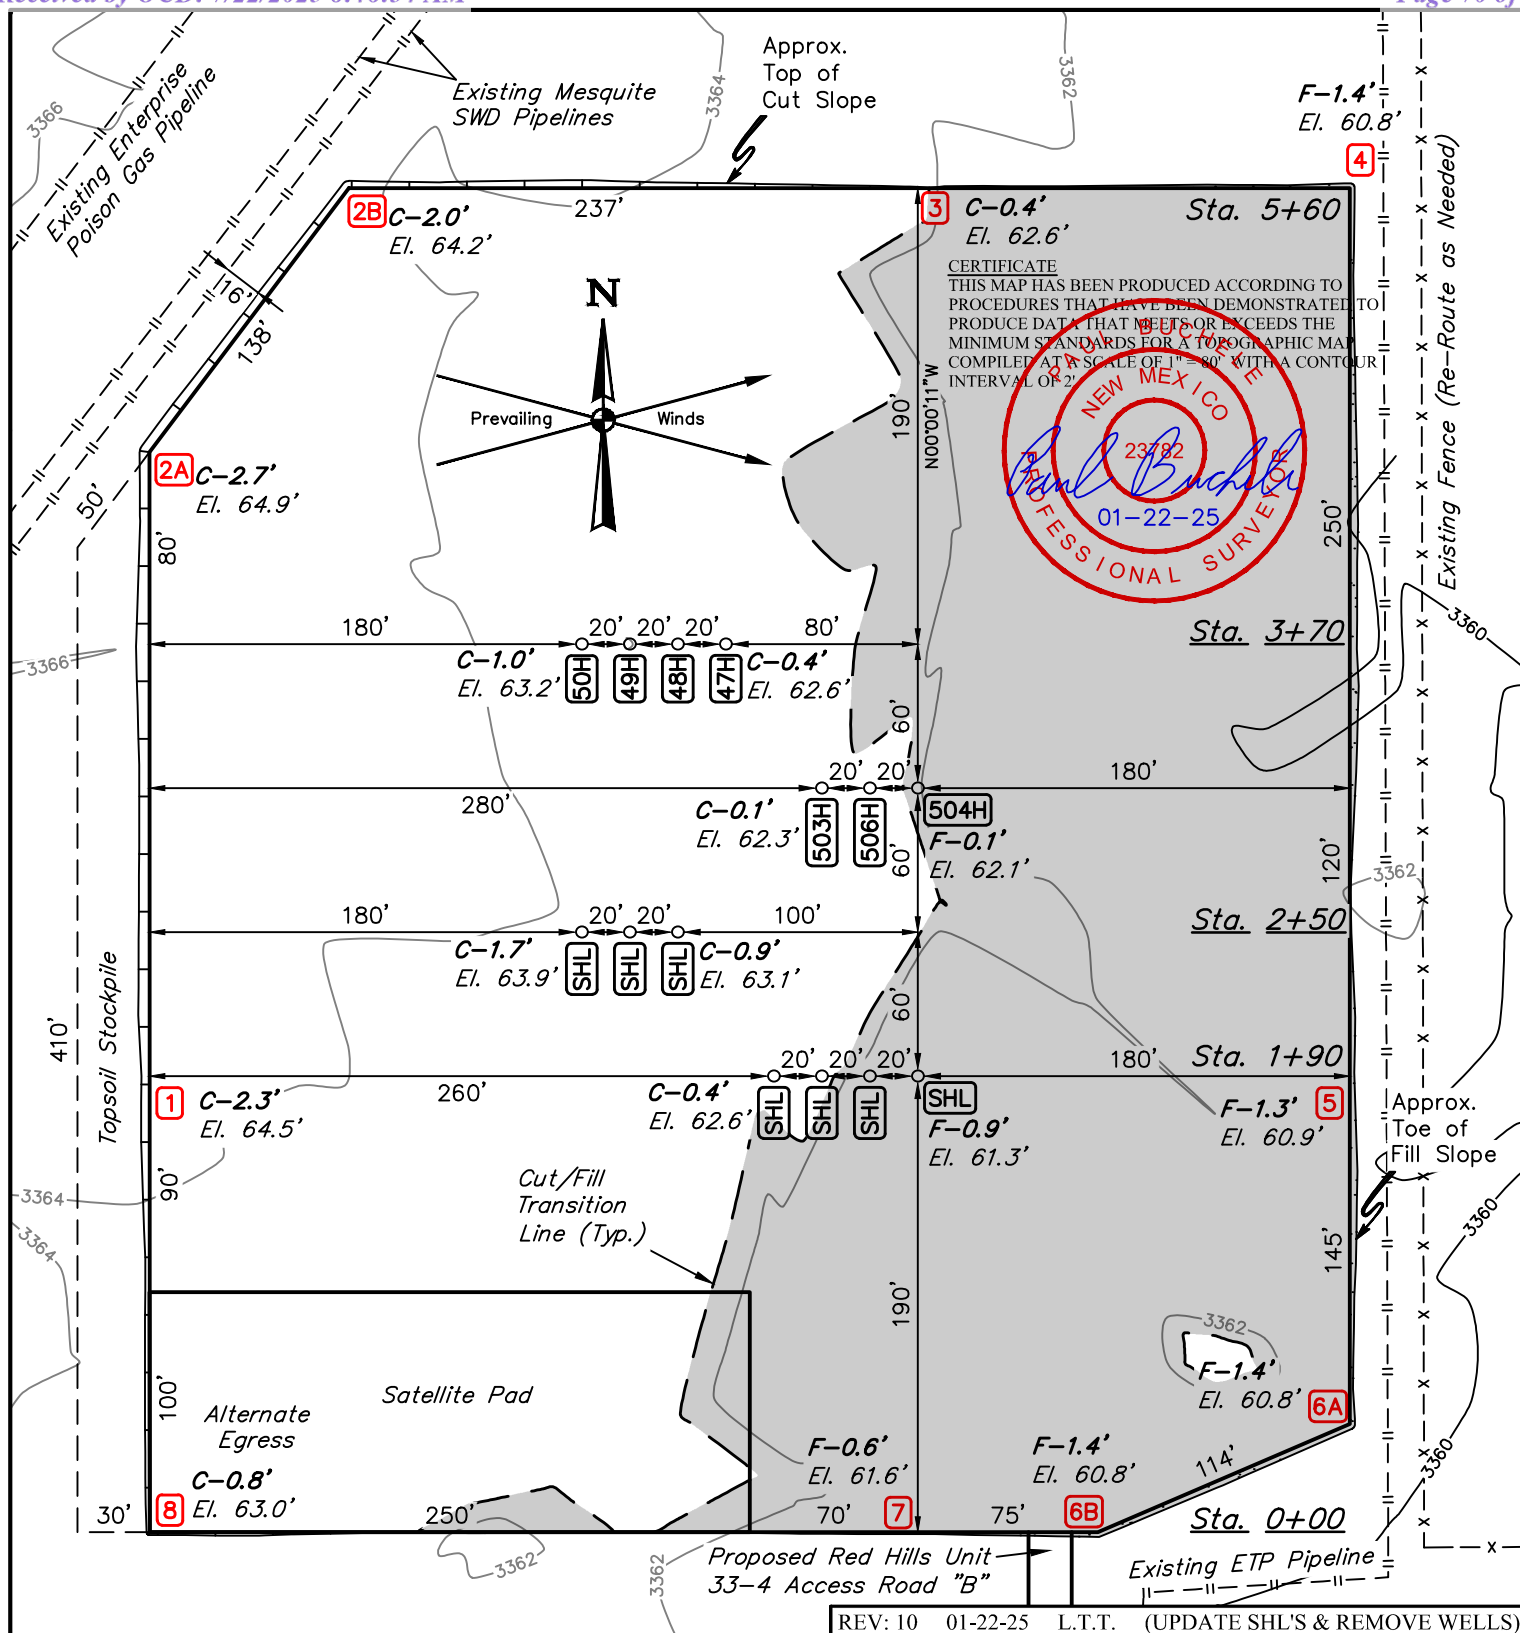 3366
Existing Enterprise
Poison Gas Pipeline
Existing Mesquite
SWD Pipelines
3364
Approx.
Top of
Cut Slope
3362
F-1.4'
El. 60.8'
4
Existing Fence (Re-Route as Needed)
2B
C-2.0'
El. 64.2'
237'
3
C-0.4'
El. 62.6'
Sta. 5+60
CERTIFICATE
THIS MAP HAS BEEN PRODUCED ACCORDING TO
PROCEDURES THAT HAVE BEEN DEMONSTRATED TO
PRODUCE DATA THAT MEETS OR EXCEEDS THE
MINIMUM STANDARDS FOR A TOPOGRAPHIC MAP
COMPILED AT A SCALE OF 1" = 80' WITH A CONTOUR
INTERVAL OF 2'.
PAUL BUCHELE
NEW MEXICO
23782
PROFESSIONAL SURVEYOR
Paul Buchele
01-22-25
16'
138'
N
Prevailing
Winds
190'
N00°00'11"W
2A
C-2.7'
El. 64.9'
50'
80'
250'
180'
20'
20'
20'
80'
Sta. 3+70
3360
3366
C-1.0'
El. 63.2'
50H
49H
48H
47H
C-0.4'
El. 62.6'
60'
280'
20'
20'
180'
C-0.1'
El. 62.3'
503H
506H
504H
F-0.1'
El. 62.1'
60'
120'
3362
180'
20'
20'
100'
Sta. 2+50
C-1.7'
El. 63.9'
SHL
SHL
SHL
C-0.9'
El. 63.1'
60'
410'
Topsoil Stockpile
260'
20'
20'
20'
180'
Sta. 1+90
1
C-2.3'
El. 64.5'
C-0.4'
El. 62.6'
SHL
SHL
SHL
SHL
F-0.9'
El. 61.3'
F-1.3'
El. 60.9'
5
Approx.
Toe of
Fill Slope
3364
3364
90'
Cut/Fill
Transition
Line (Typ.)
190'
145'
3360
3362
F-1.4'
El. 60.8'
6A
100'
Satellite Pad
Alternate
Egress
C-0.8'
El. 63.0'
8
30'
250'
F-0.6'
El. 61.6'
70'
7
75'
F-1.4'
El. 60.8'
6B
114'
3360
Sta. 0+00
3362
3362
Proposed Red Hills Unit
33-4 Access Road "B"
Existing ETP Pipeline
REV: 10 01-22-25 L.T.T. (UPDATE SHL'S & REMOVE WELLS)